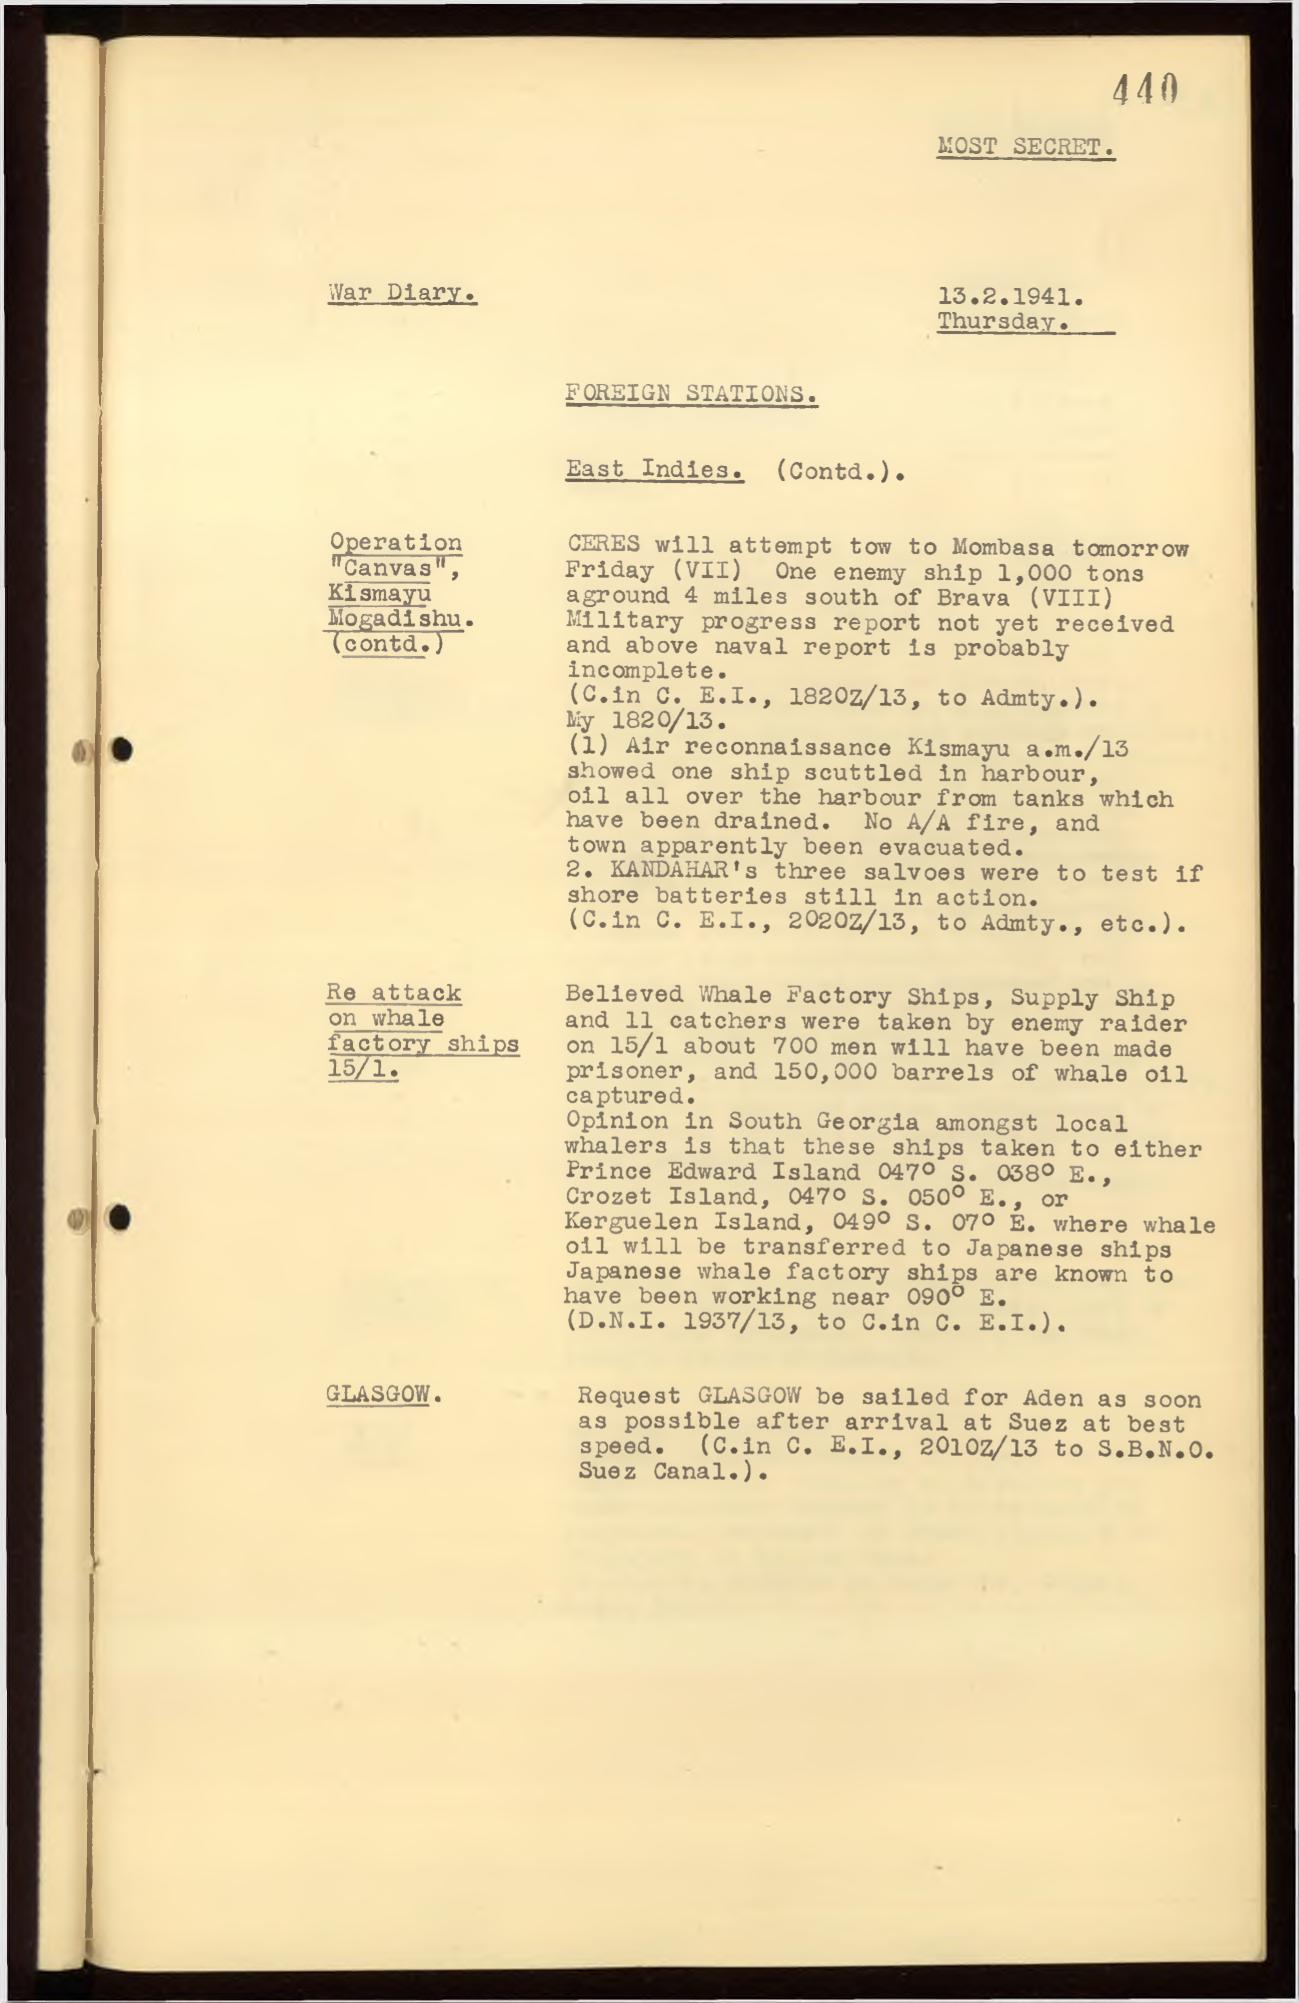 440
MOST SECRET.
War Diary.
13.2.1941.
Thursday.
FOREIGN STATIONS.
East Indies. (Contd.).
Operation
"Canvas",
Kismayu
Mogadishu.
(contd.)
CERES will attempt tow to Mombasa tomorrow
Friday (VII) One enemy ship 1,000 tons
aground 4 miles south of Brava (VIII)
Military progress report not yet received
and above naval report is probably
incomplete.
(C.in C. E.I., 1820Z/13, to Admty.).
My 1820/13.
(1) Air reconnaissance Kismayu a.m./13
showed one ship scuttled in harbour,
oil all over the harbour from tanks which
have been drained. No A/A fire, and
town apparently been evacuated.
2. KANDAHAR's three salvoes were to test if
shore batteries still in action.
(C.in C. E.I., 2020Z/13, to Admty., etc.).
Re attack
on whale
factory ships
15/1.
Believed Whale Factory Ships, Supply Ship
and 11 catchers were taken by enemy raider
on 15/1 about 700 men will have been made
prisoner, and 150,000 barrels of whale oil
captured.
Opinion in South Georgia amongst local
whalers is that these ships taken to either
Prince Edward Island 047° S. 038° E.,
Crozet Island, 047° S. 050° E., or
Kerguelen Island, 049° S. 07° E. where whale
oil will be transferred to Japanese ships
Japanese whale factory ships are known to
have been working near 090° E.
(D.N.I. 1937/13, to C.in C. E.I.).
GLASGOW.
Request GLASGOW be sailed for Aden as soon
as possible after arrival at Suez at best
speed. (C.in C. E.I., 2010Z/13 to S.B.N.O.
Suez Canal.).